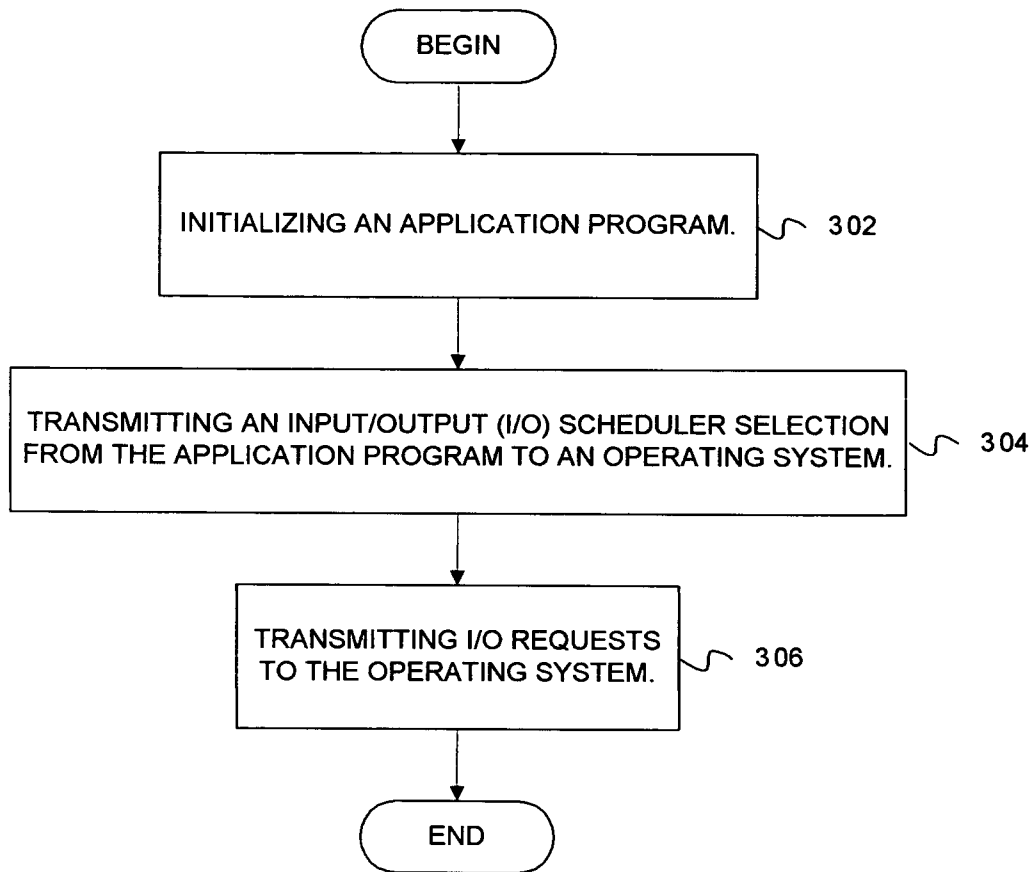 BEGIN
INITIALIZING AN APPLICATION PROGRAM.
302
TRANSMITTING AN INPUT/OUTPUT (I/O) SCHEDULER SELECTION
FROM THE APPLICATION PROGRAM TO AN OPERATING SYSTEM.
304
TRANSMITTING I/O REQUESTS
TO THE OPERATING SYSTEM.
306
END